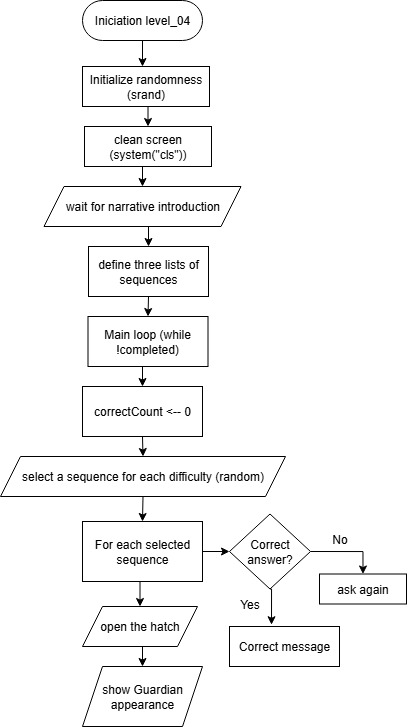 Iniciation level_04
Initialize randomness
(srand)
clean screen
(system("cls"))
wait for narrative introduction
define three lists of
sequences
Main loop (while
!completed)
correctCount <-- 0
select a sequence for each difficulty (random)
For each selected
sequence
Correct
answer?
No
ask again
Yes
Correct message
open the hatch
show Guardian
appearance